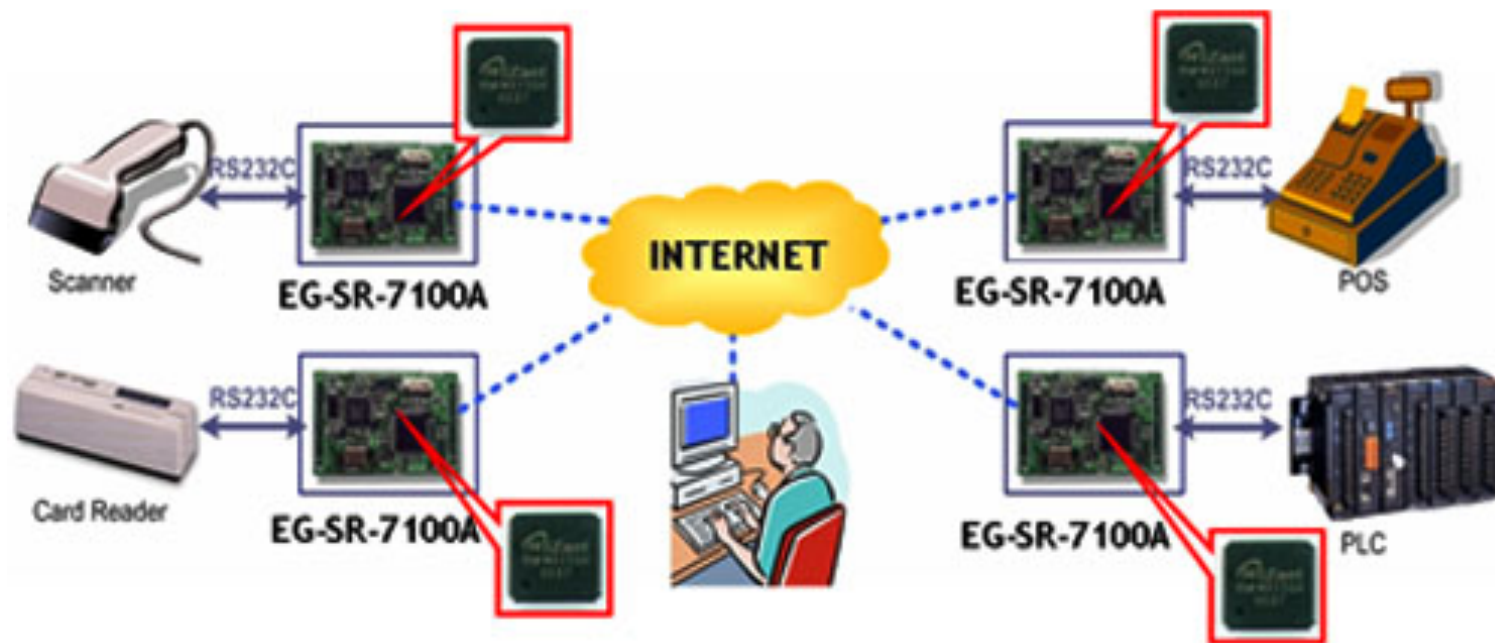 RS232C
Scanner
EG-SR-7100A
INTERNET
RS232C
POS
EG-SR-7100A
RS232C
Card Reader
EG-SR-7100A
RS232C
PLC
EG-SR-7100A